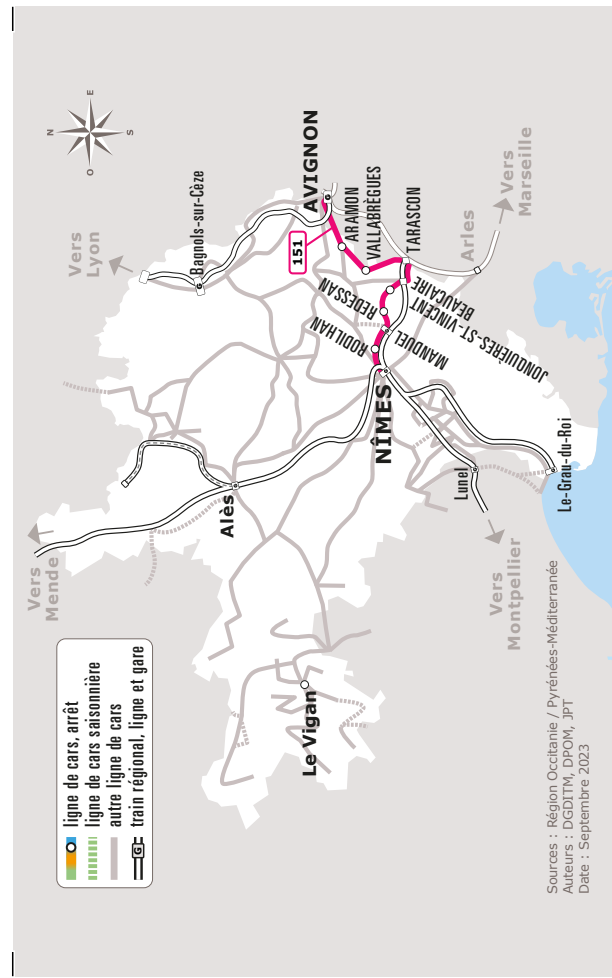 ligne de cars, arrêt
ligne de cars saisonnière
autre ligne de cars
G
train régional, ligne et gare
N
E
S
O
Vers
Mende
Vers
Lyon
G
Bagnols-sur-Cèze
Alès
Le Vigan
AVIGNON
151
ARAMON
VALLABRÈGUES
TARASCON
BEAUCAIRE
JONQUIÈRES-ST-VINCENT
REDESSAN
MANDUEL
RODILHAN
NÎMES
Arles
Vers
Marseille
Lunel
Le-Grau-du-Roi
Vers
Montpellier
Sources : Région Occitanie / Pyrénées-Méditerranée
Auteurs : DGDITM, DPOM, JPT
Date : Septembre 2023